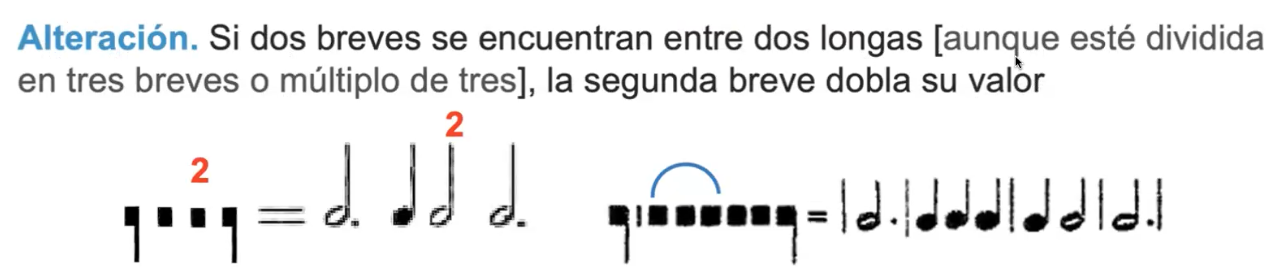 Alteración. Si dos breves se encuentran entre dos longas [aunque esté dividida
en tres breves o múltiplo de tres], la segunda breve dobla su valor
2
2
= =